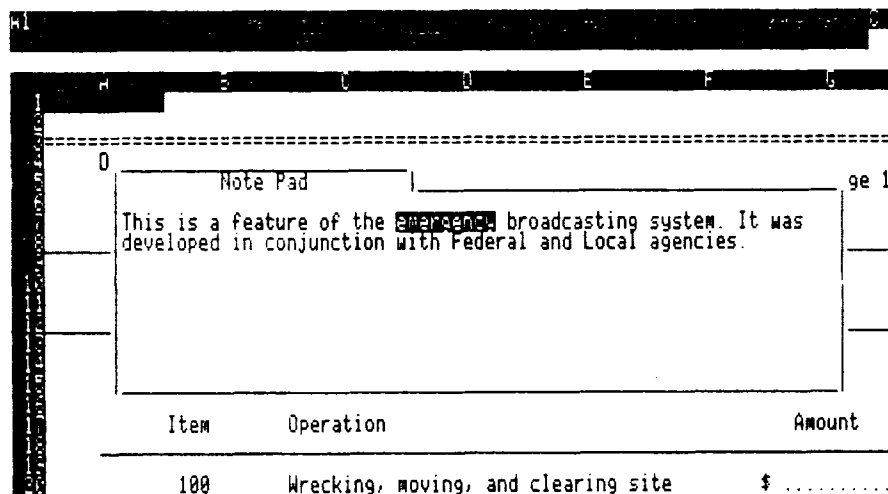 A1 C
A B C D E F G
D
Note Pad
ge 1
This is a feature of the emergency broadcasting system. It was
developed in conjunction with Federal and Local agencies.
Item Operation Amount
100 Wrecking, moving, and clearing site $ ..........